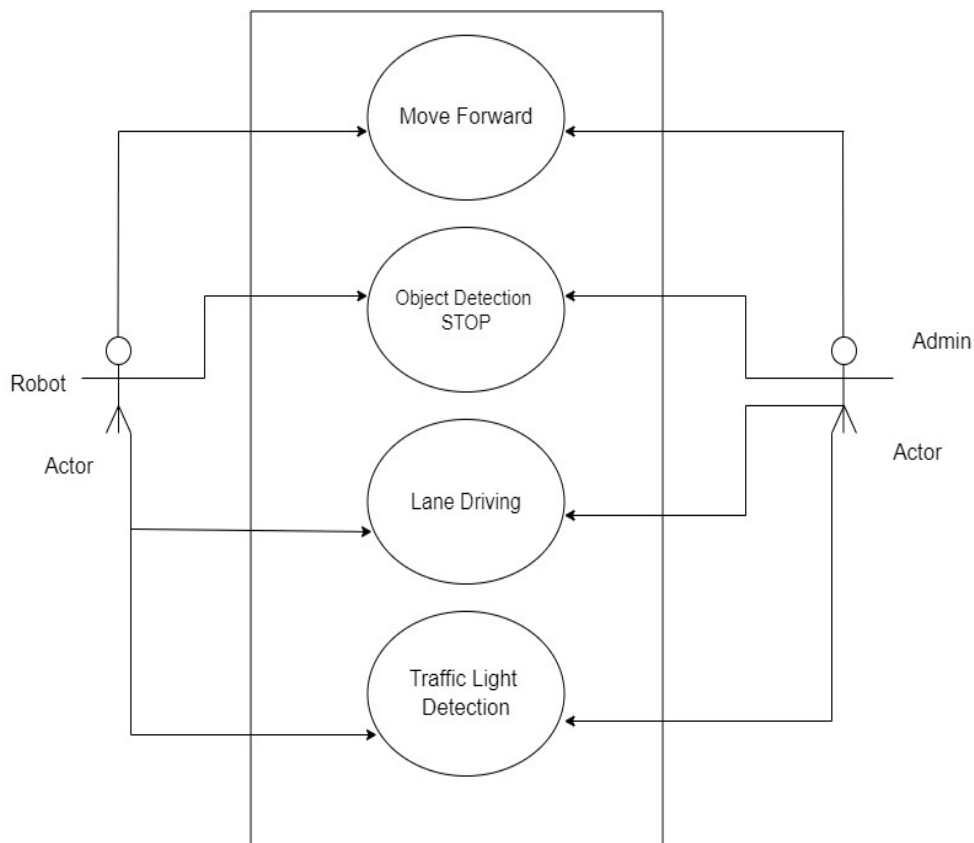 Move Forward
Object Detection
STOP
Robot
Actor
Admin
Actor
Lane Driving
Traffic Light
Detection